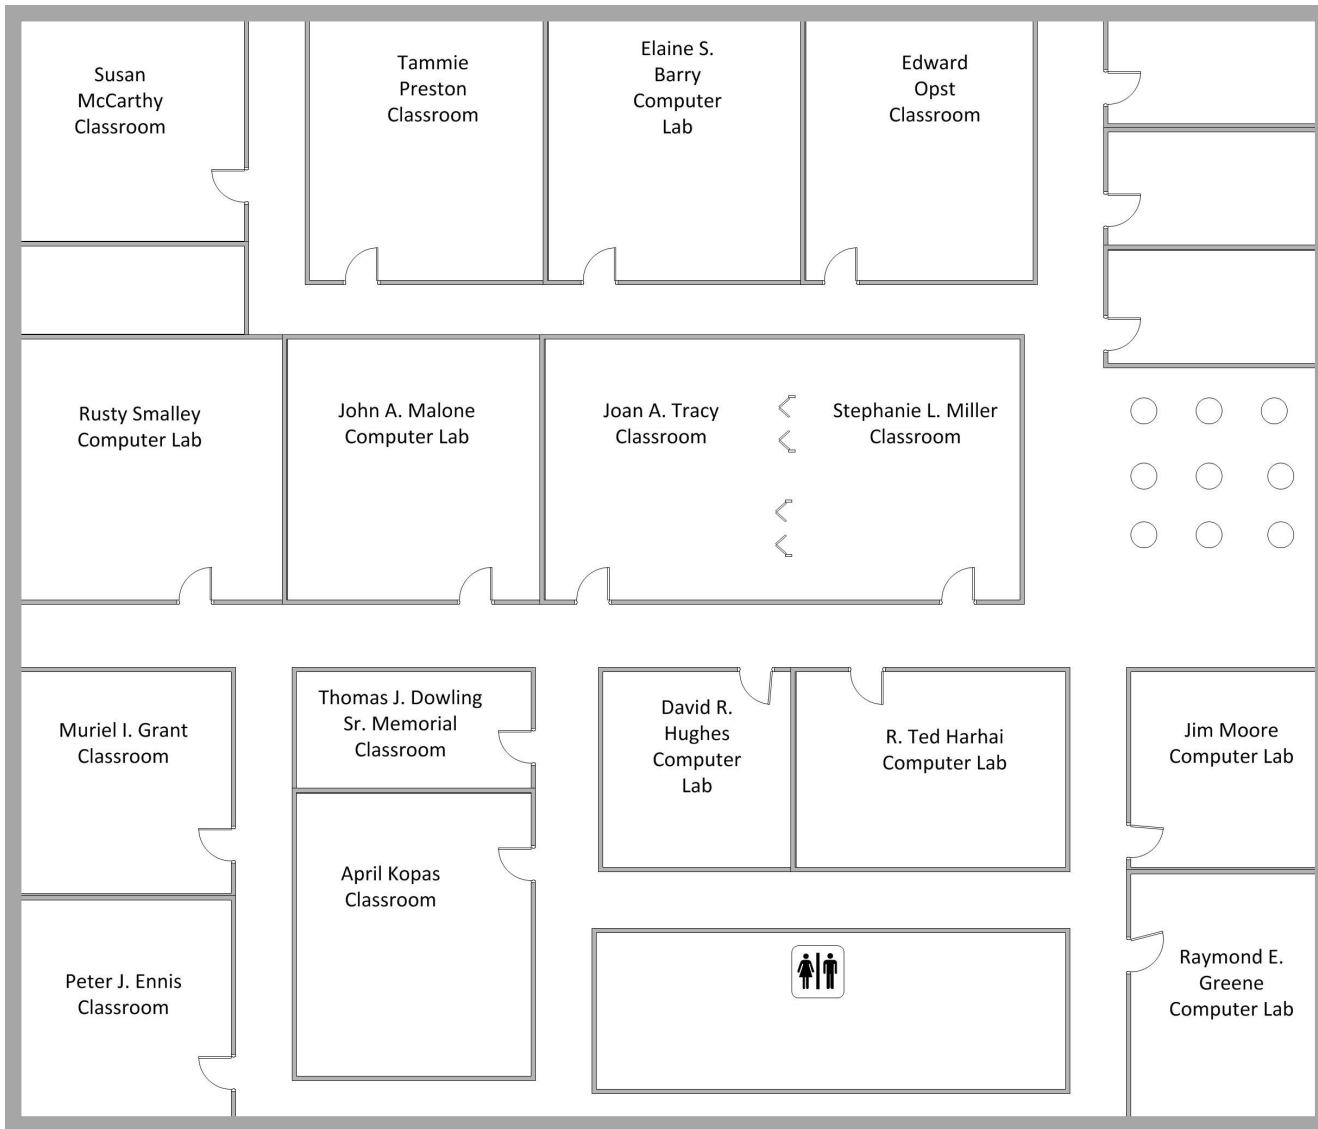 Susan
McCarthy
Classroom
Tammie
Preston
Classroom
Elaine S.
Barry
Computer
Lab
Edward
Opst
Classroom
Rusty Smalley
Computer Lab
John A. Malone
Computer Lab
Joan A. Tracy
Classroom
Stephanie L. Miller
Classroom
Muriel I. Grant
Classroom
Thomas J. Dowling
Sr. Memorial
Classroom
David R.
Hughes
Computer
Lab
R. Ted Harhai
Computer Lab
Jim Moore
Computer Lab
April Kopas
Classroom
Peter J. Ennis
Classroom
Raymond E.
Greene
Computer Lab